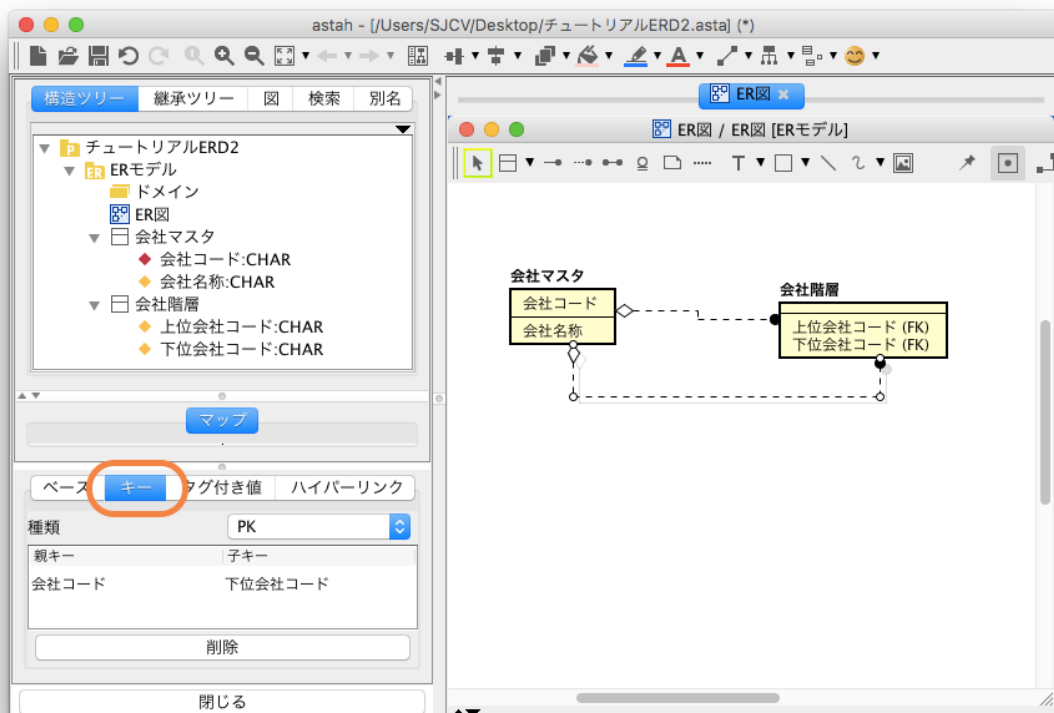 astah - [/Users/SJCV/Desktop/チュートリアルERD2.asta] (*)
構造ツリー 継承ツリー 図 検索 別名
チュートリアルERD2
ERモデル
ドメイン
ER図
会社マスタ
会社コード:CHAR
会社名称:CHAR
会社階層
上位会社コード:CHAR
下位会社コード:CHAR
マップ
ベース キー タグ付き値 ハイパーリンク
種類 PK
親キー 子キー
会社コード 下位会社コード
削除
閉じる
ER図
ER図 / ER図 [ERモデル]
会社マスタ
会社コード
会社名称
会社階層
上位会社コード (FK)
下位会社コード (FK)